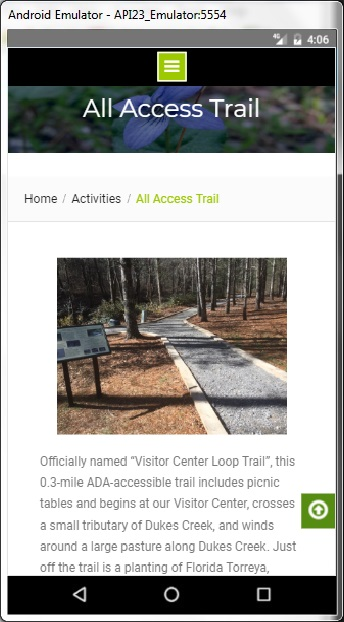 Android Emulator - API23_Emulator:5554
4G 4:06
All Access Trail
Home / Activities / All Access Trail
Officially named “Visitor Center Loop Trail”, this
0.3-mile ADA-accessible trail includes picnic
tables and begins at our Visitor Center, crosses
a small tributary of Dukes Creek, and winds
around a large pasture along Dukes Creek. Just
off the trail is a planting of Florida Torreya,